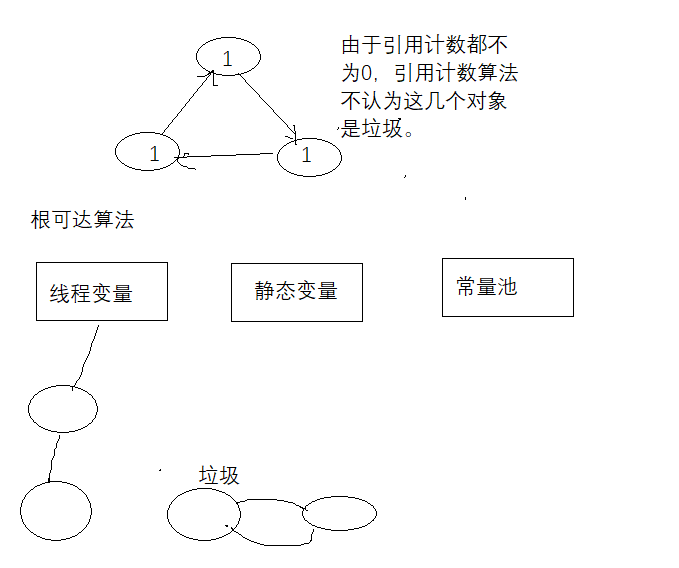 1
1
1
由于引用计数都不
为0，引用计数算法
不认为这几个对象
是垃圾。
根可达算法
线程变量
静态变量
常量池
垃圾